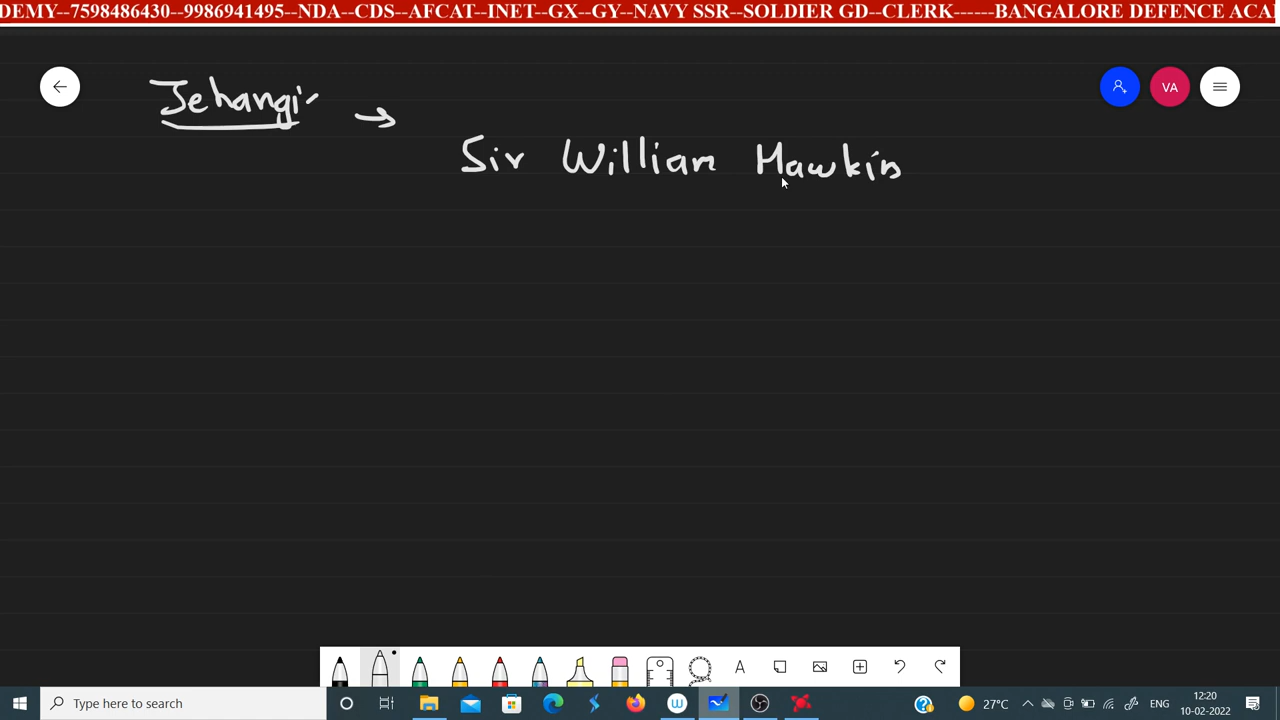 DEMY--7598486430--9986941495--NDA--CDS--AFCAT--INET--GX--GY--NAVY SSR--SOLDIER GD--CLERK------BANGALORE DEFENCE ACA
Jehangir →
VA
Sir William Hawkins
A
Type here to search
27°C
ENG
12:20
10-02-2022